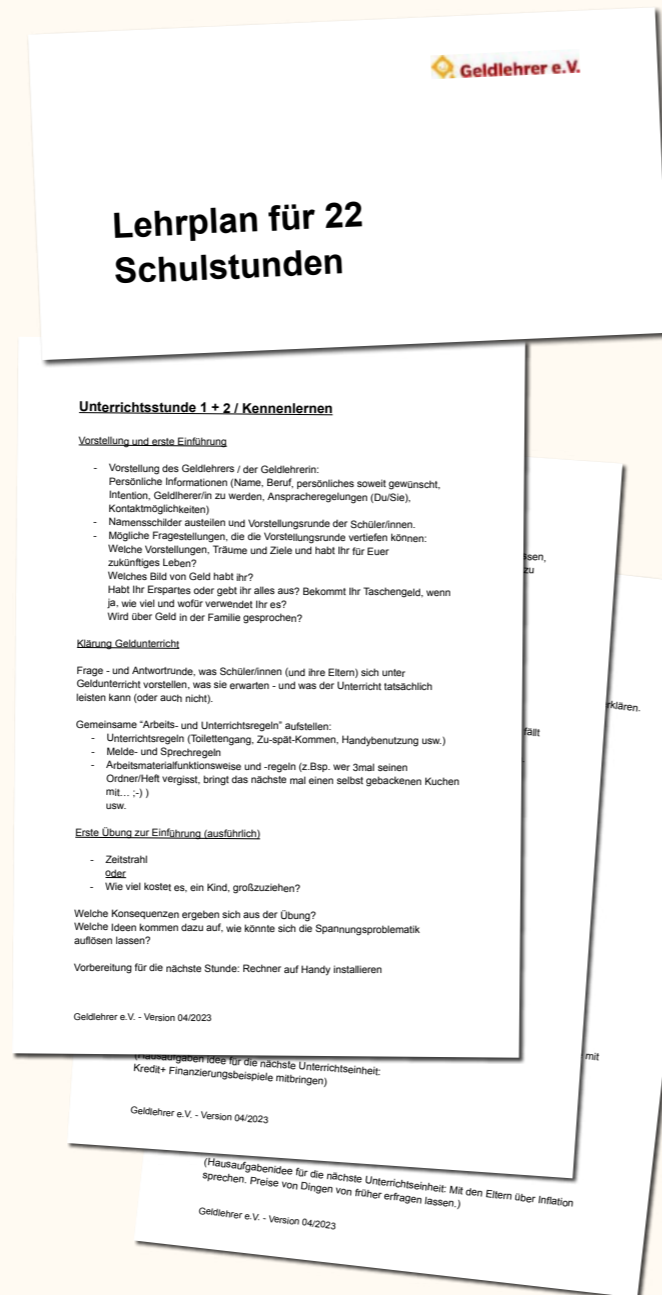 Geldlehrer e.V.
Lehrplan für 22
Schulstunden
Unterrichtsstunde 1 + 2 / Kennenlernen
Vorstellung und erste Einführung
- Vorstellung des Geldlehrers / der Geldlehrerin:
Persönliche Informationen (Name, Beruf, persönliches soweit gewünscht,
Intention, Geldlherer/in zu werden, Anspracheregelungen (Du/Sie),
Kontaktmöglichkeiten)
- Namensschilder austeilen und Vorstellungsrunde der Schüler/innen.
- Mögliche Fragestellungen, die die Vorstellungsrunde vertiefen können:
Welche Vorstellungen, Träume und Ziele und habt Ihr für Euer
zukünftiges Leben?
Welches Bild von Geld habt ihr?
Habt Ihr Erspartes oder gebt ihr alles aus? Bekommt Ihr Taschengeld, wenn
ja, wie viel und wofür verwendet Ihr es?
Wird über Geld in der Familie gesprochen?
Klärung Geldunterricht
Frage - und Antwortrunde, was Schüler/innen (und ihre Eltern) sich unter
Geldunterricht vorstellen, was sie erwarten - und was der Unterricht tatsächlich
leisten kann (oder auch nicht).
Gemeinsame "Arbeits- und Unterrichtsregeln" aufstellen:
- Unterrichtsregeln (Toilettengang, Zu-spät-Kommen, Handybenutzung usw.)
- Melde- und Sprechregeln
- Arbeitsmaterialfunktionsweise und -regeln (z.Bsp. wer 3mal seinen
Ordner/Heft vergisst, bringt das nächste mal einen selbst gebackenen Kuchen
mit... ;-) )
usw.
Erste Übung zur Einführung (ausführlich)
- Zeitstrahl
oder
- Wie viel kostet es, ein Kind, großzuziehen?
Welche Konsequenzen ergeben sich aus der Übung?
Welche Ideen kommen dazu auf, wie könnte sich die Spannungsproblematik
auflösen lassen?
Vorbereitung für die nächste Stunde: Rechner auf Handy installieren
Geldlehrer e.V. - Version 04/2023
ssen,
zu
fällt
(Hausaufgaben Idee für die nächste Unterrichtseinheit:
Kredit+ Finanzierungsbeispiele mitbringen)
Geldlehrer e.V. - Version 04/2023
rklären.
mit
(Hausaufgabenidee für die nächste Unterrichtseinheit: Mit den Eltern über Inflation
sprechen. Preise von Dingen von früher erfragen lassen.)
Geldlehrer e.V. - Version 04/2023